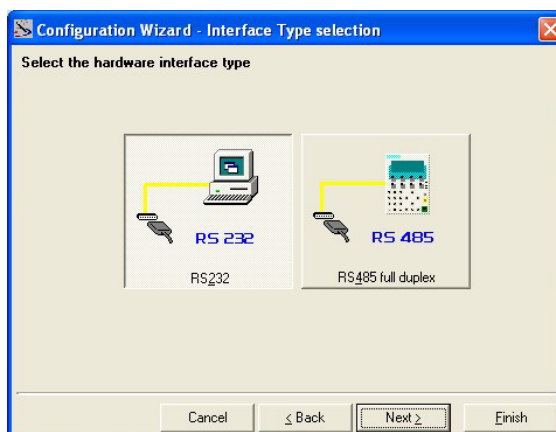 Configuration Wizard - Interface Type selection
Select the hardware interface type
RS 232
RS 485
RS232
RS485 full duplex
Cancel
< Back
Next >
Finish